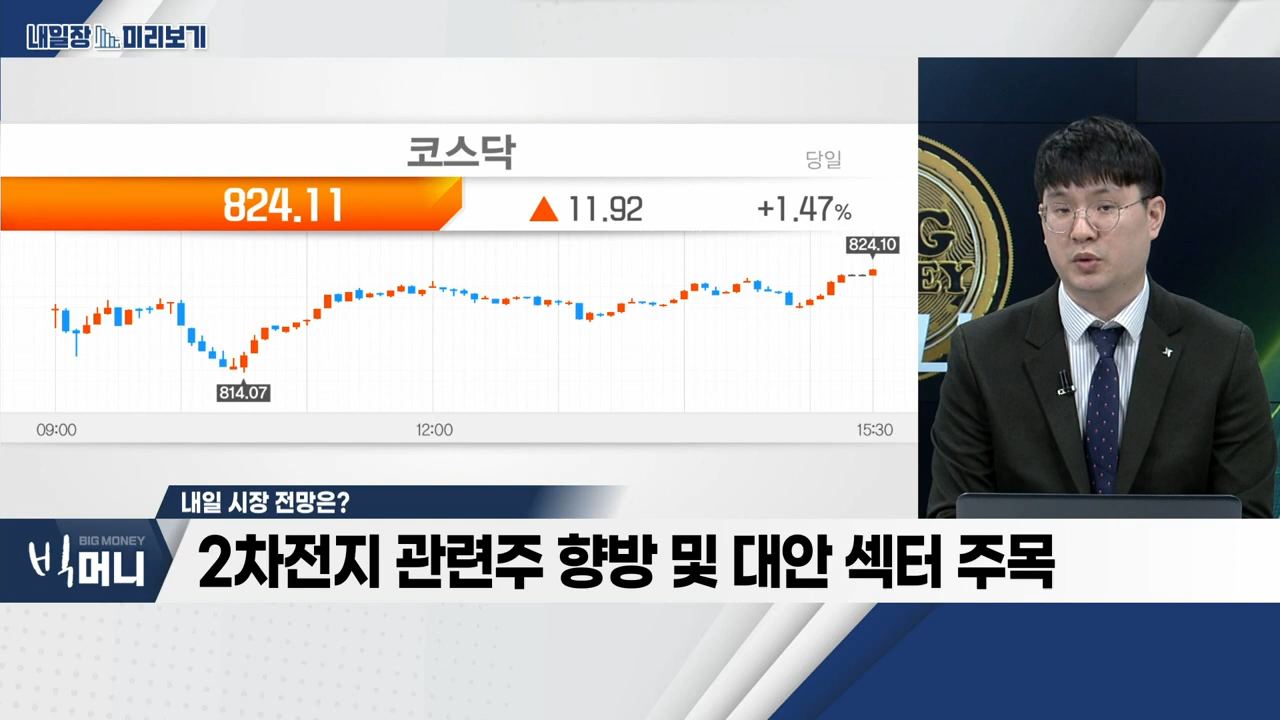 내일장 미리보기
코스닥
당일
824.11 ▲ 11.92 +1.47%
824.10
814.07
09:00 12:00 15:30
내일 시장 전망은?
BIG MONEY
빅머니
2차전지 관련주 향방 및 대안 섹터 주목